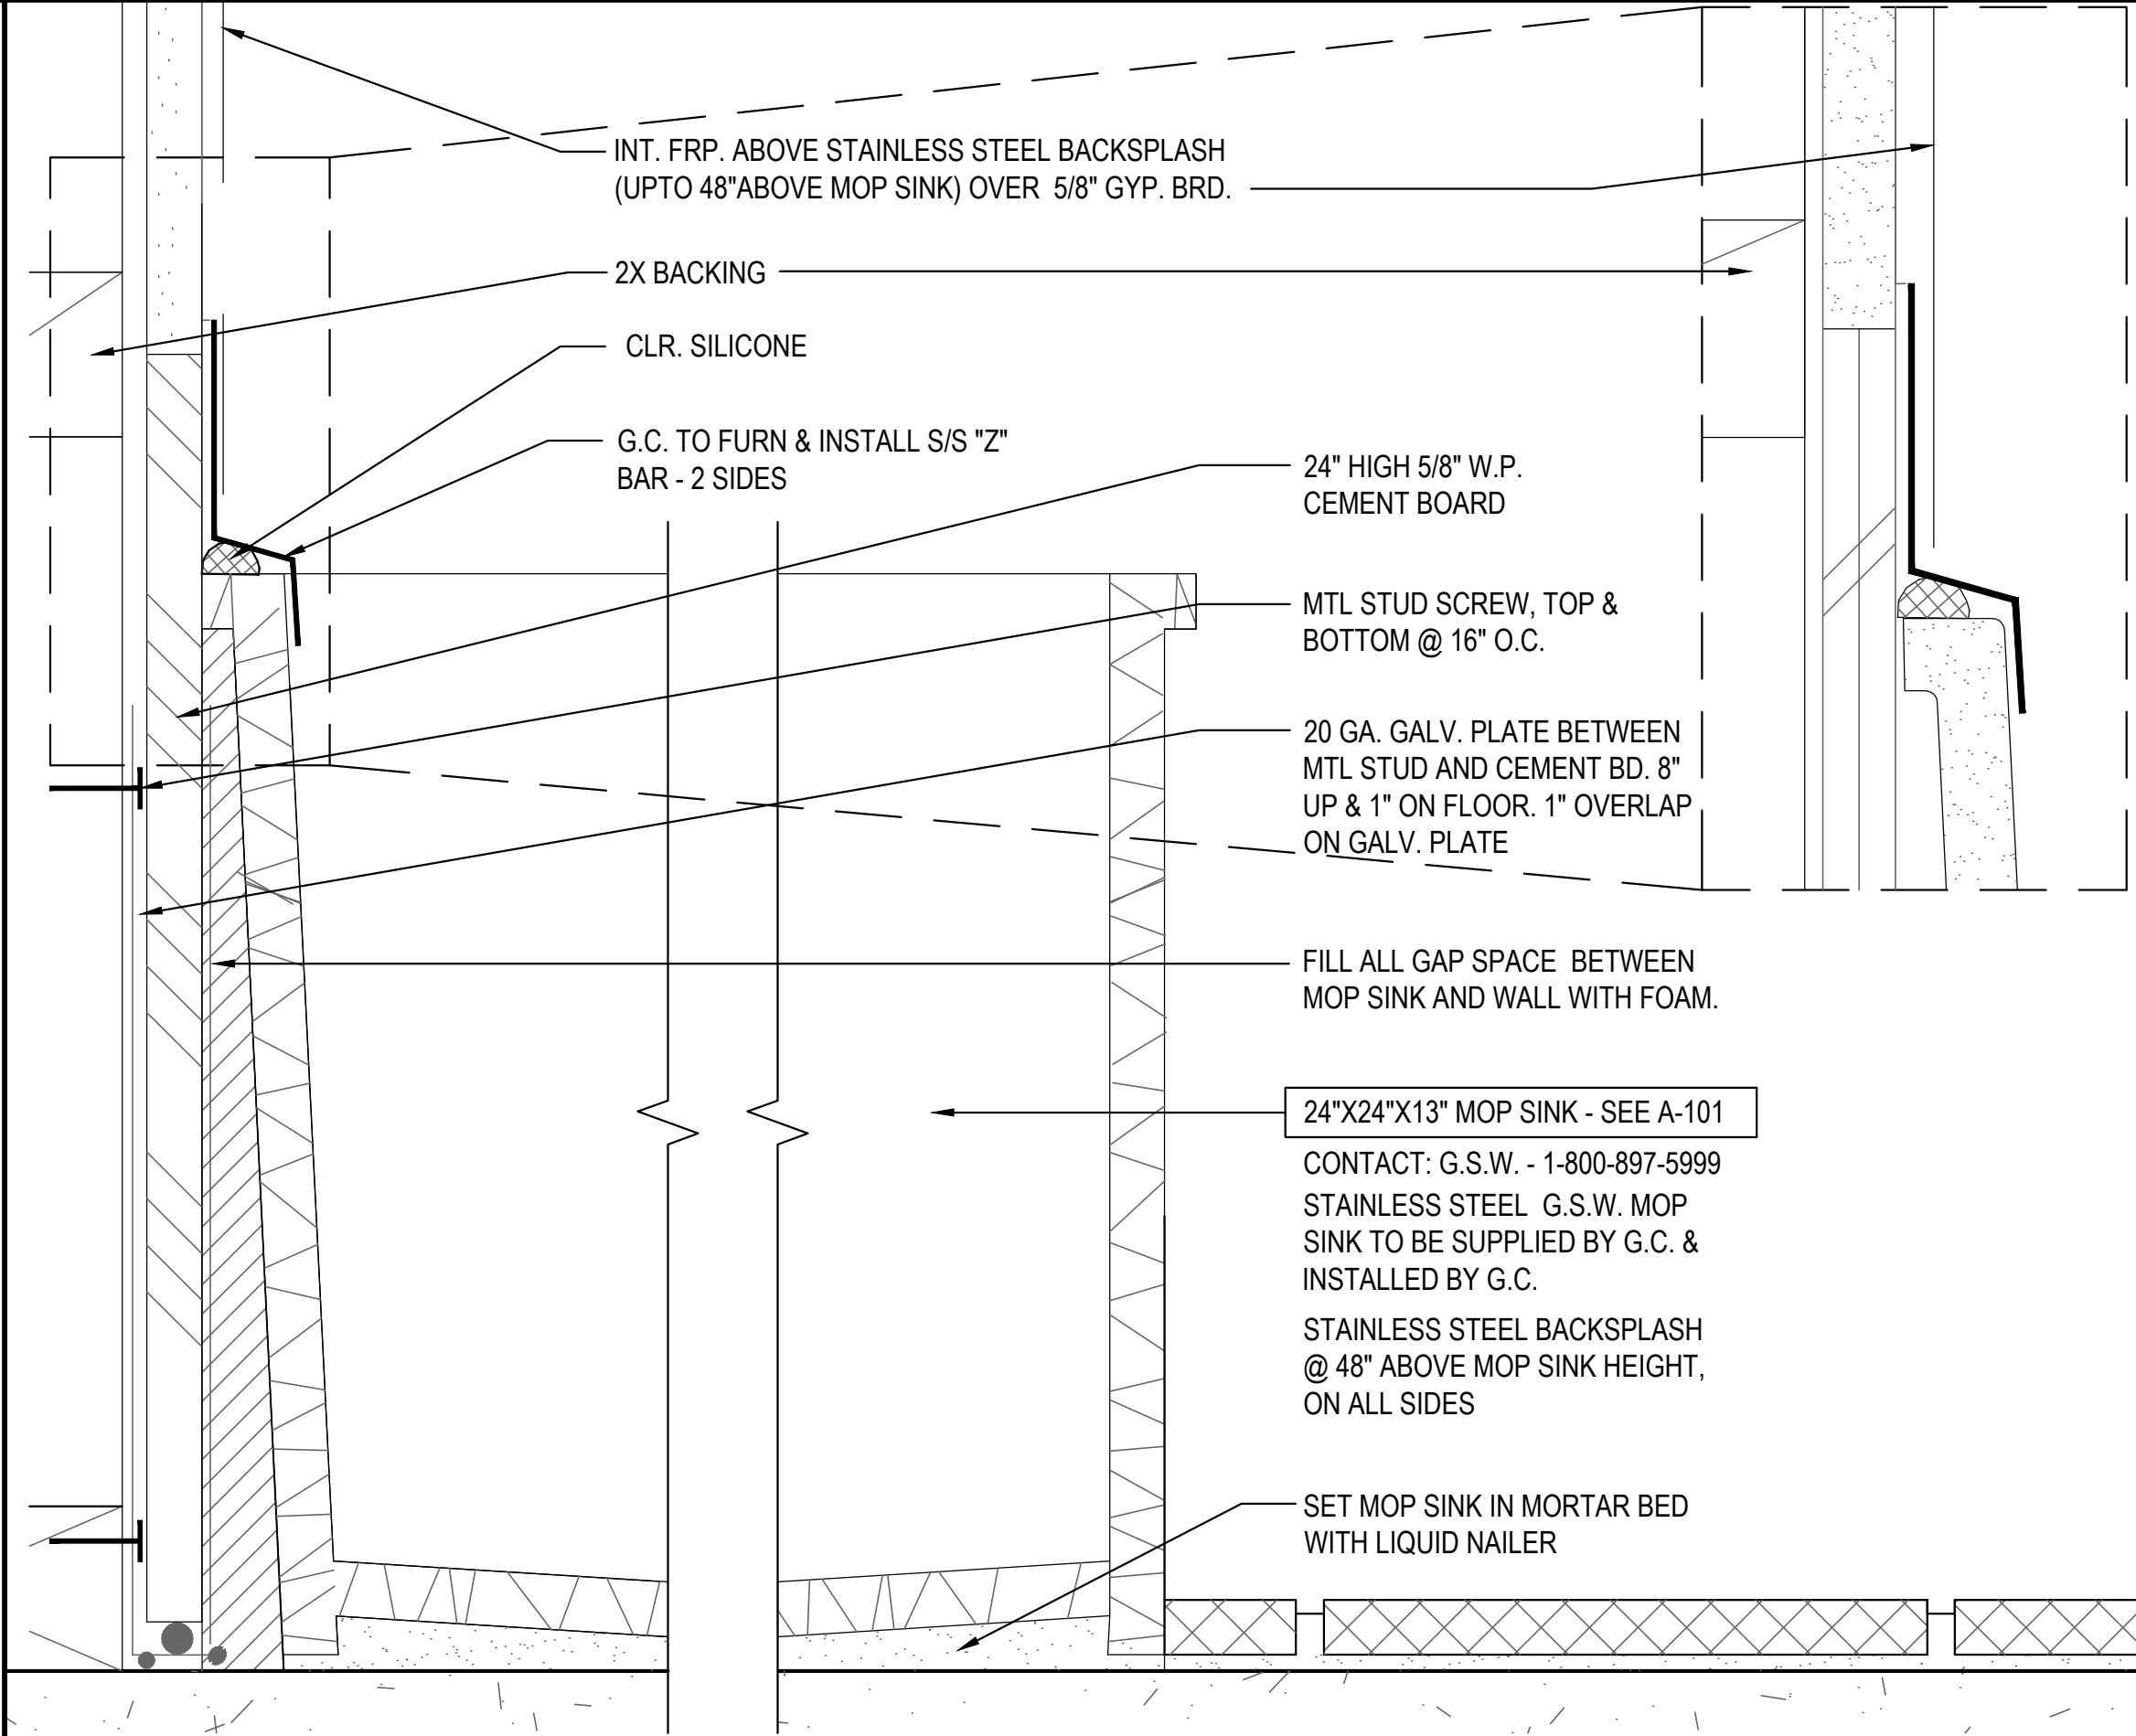 INT. FRP. ABOVE STAINLESS STEEL BACKSPLASH
(UPTO 48"ABOVE MOP SINK) OVER 5/8" GYP. BRD.
2X BACKING
CLR. SILICONE
G.C. TO FURN & INSTALL S/S "Z"
BAR - 2 SIDES
24" HIGH 5/8" W.P.
CEMENT BOARD
MTL STUD SCREW, TOP &
BOTTOM @ 16" O.C.
20 GA. GALV. PLATE BETWEEN
MTL STUD AND CEMENT BD. 8"
UP & 1" ON FLOOR. 1" OVERLAP
ON GALV. PLATE
FILL ALL GAP SPACE BETWEEN
MOP SINK AND WALL WITH FOAM.
24"X24"X13" MOP SINK - SEE A-101
CONTACT: G.S.W. - 1-800-897-5999
STAINLESS STEEL G.S.W. MOP
SINK TO BE SUPPLIED BY G.C. &
INSTALLED BY G.C.
STAINLESS STEEL BACKSPLASH
@ 48" ABOVE MOP SINK HEIGHT,
ON ALL SIDES
SET MOP SINK IN MORTAR BED
WITH LIQUID NAILER